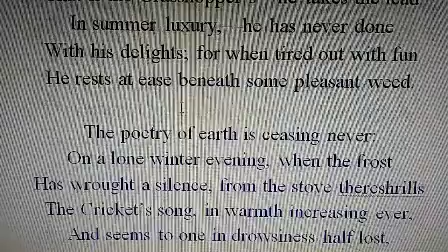 takes the lead
In summer luxury,   he has never done
With his delights; for when tired out with fun
He rests at ease beneath some pleasant weed.
The poetry of earth is ceasing never:
On a lone winter evening, when the frost
Has wrought a silence, from the stove thereshrills
The Cricket's song, in warmth increasing ever,
And seems to one in drowsiness half lost,